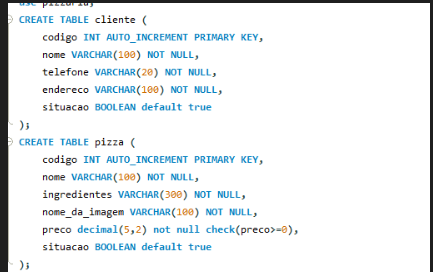 use pizzaria;
CREATE TABLE cliente (
codigo INT AUTO_INCREMENT PRIMARY KEY,
nome VARCHAR(100) NOT NULL,
telefone VARCHAR(20) NOT NULL,
endereco VARCHAR(100) NOT NULL,
situacao BOOLEAN default true
);
CREATE TABLE pizza (
codigo INT AUTO_INCREMENT PRIMARY KEY,
nome VARCHAR(100) NOT NULL,
ingredientes VARCHAR(300) NOT NULL,
nome_da_imagem VARCHAR(100) NOT NULL,
preco decimal(5,2) not null check(preco>=0),
situacao BOOLEAN default true
);